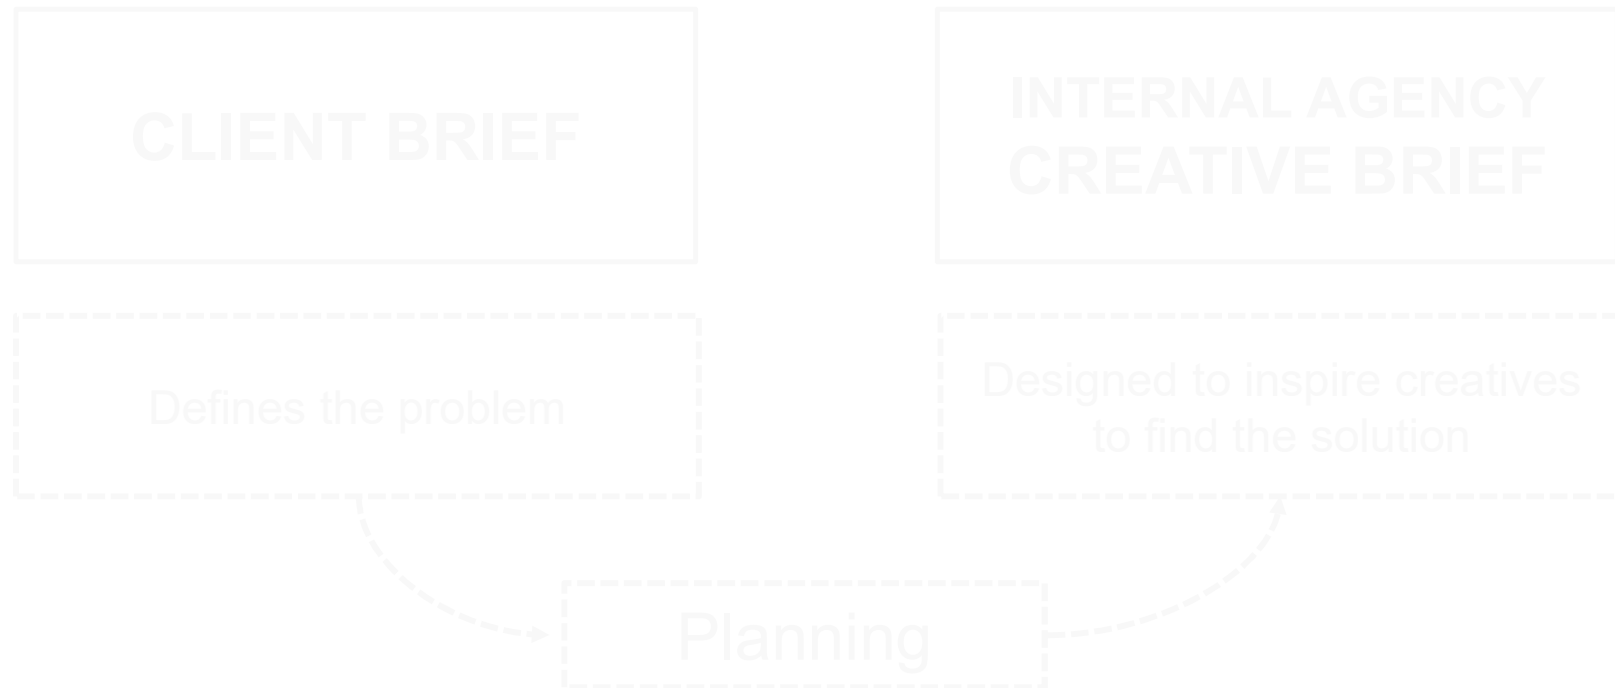 CLIENT BRIEF
INTERNAL AGENCY
CREATIVE BRIEF
Defines the problem
Designed to inspire creatives
to find the solution
Planning